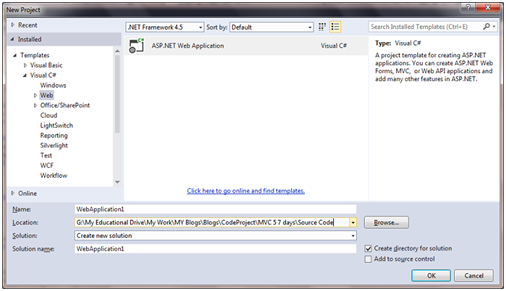 New Project
Recent
Installed
Templates
Visual Basic
Visual C#
Windows
Web
Office/SharePoint
Cloud
LightSwitch
Reporting
Silverlight
Test
WCF
Workflow
Online
.NET Framework 4.5
Sort by: Default
Search Installed Templates (Ctrl+E)
ASP.NET Web Application
Visual C#
Type: Visual C#
A project template for creating ASP.NET
applications. You can create ASP.NET Web
Forms, MVC, or Web API applications and
add many other features in ASP.NET.
Click here to go online and find templates.
Name: WebApplication1
Location: G:\My Educational Drive\My Work\MY Blogs\Blogs\CodeProject\MVC 5 7 days\Source Code
Browse...
Solution: Create new solution
Solution name: WebApplication1
Create directory for solution
Add to source control
OK
Cancel